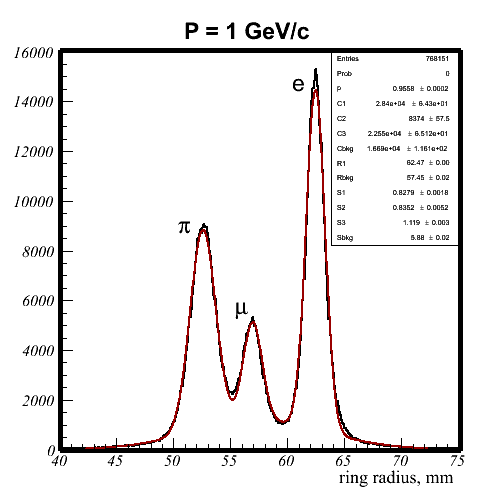 P = 1 GeV/c
16000
14000
12000
10000
8000
6000
4000
2000
0
e
π
μ
Entries 768151
Prob 0
p 0.9558 ± 0.0002
C1 2.84e+04 ± 6.43e+01
C2 8374 ± 57.5
C3 2.255e+04 ± 6.512e+01
Cbkg 1.669e+04 ± 1.161e+02
R1 62.47 ± 0.00
Rbkg 57.45 ± 0.02
S1 0.8279 ± 0.0018
S2 0.8352 ± 0.0052
S3 1.119 ± 0.003
Sbkg 5.88 ± 0.02
40 45 50 55 60 65 70 75
ring radius, mm